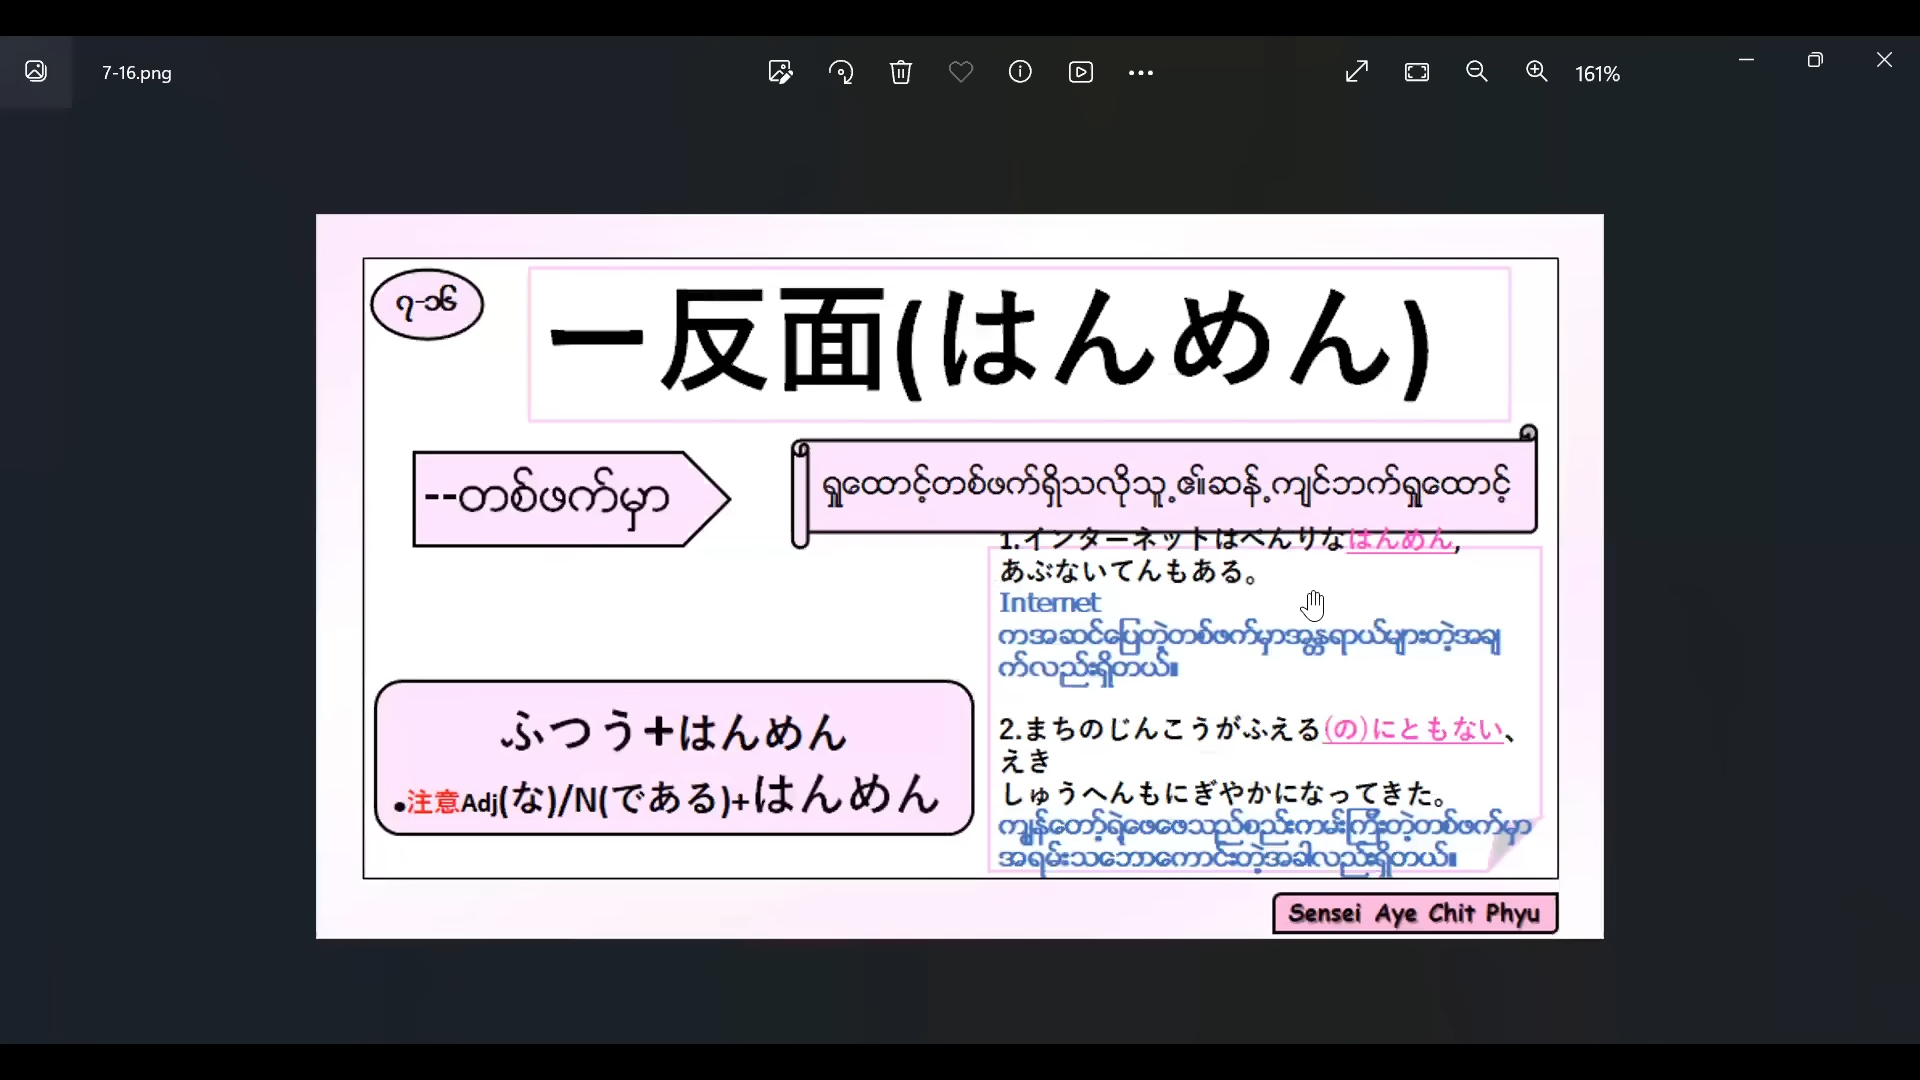 7-16.png
161%
၇-၁၆
ー反面(はんめん)
--တစ်ဖက်မှာ
ရှုထောင့်တစ်ဖက်ရှိသလိုသူ့၏ဆန့်ကျင်ဘက်ရှုထောင့်
1.インターネットはべんりなはんめん,
あぶないてんもある。
Internet
ကအဆင်ပြေတဲ့တစ်ဖက်မှာအန္တရာယ်များတဲ့အချ
က်လည်းရှိတယ်။
2.まちのじんこうがふえる(の)にともない、
えき
しゅうへんもにぎやかになってきた。
ကျွန်တော့်ရဲ့ဖေဖေသည်စည်းကမ်းကြီးတဲ့တစ်ဖက်မှာ
အရမ်းသဘောကောင်းတဲ့အခါလည်းရှိတယ်။
ふつう+はんめん
•注意Adj(な)/N(である)+はんめん
Sensei Aye Chit Phyu